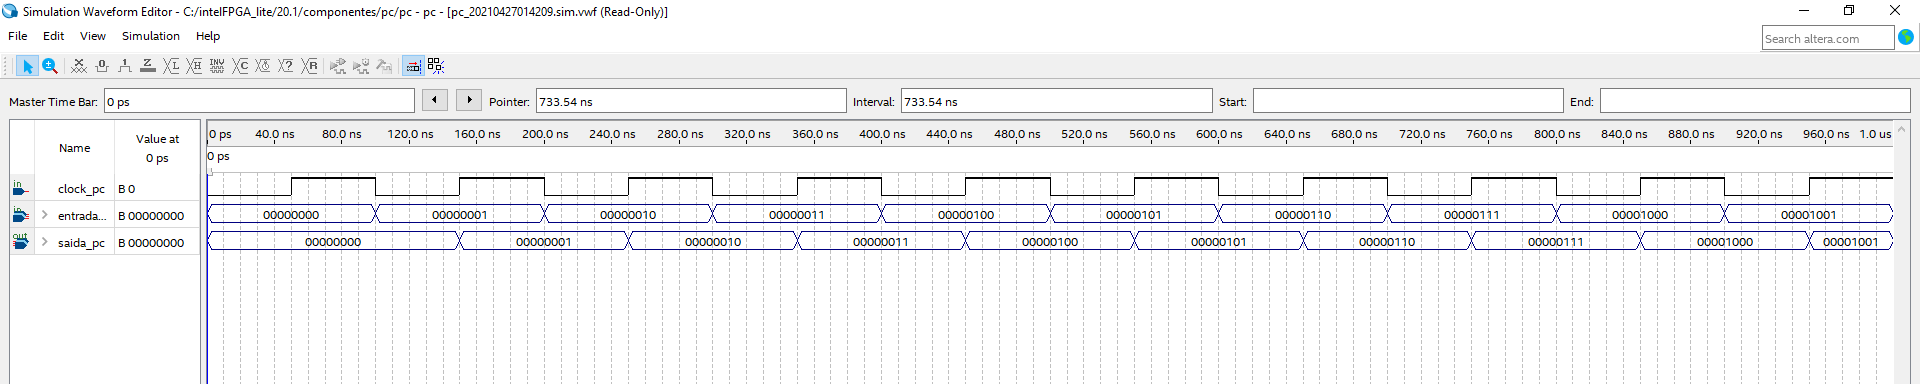 Simulation Waveform Editor - C:/intelFPGA_lite/20.1/componentes/pc/pc - pc - [pc_20210427014209.sim.vwf (Read-Only)]
File Edit View Simulation Help
Search altera.com
Master Time Bar: 0 ps Pointer: 733.54 ns Interval: 733.54 ns Start: End:
Name Value at 0 ps
0 ps 40.0 ns 80.0 ns 120.0 ns 160.0 ns 200.0 ns 240.0 ns 280.0 ns 320.0 ns 360.0 ns 400.0 ns 440.0 ns 480.0 ns 520.0 ns 560.0 ns 600.0 ns 640.0 ns 680.0 ns 720.0 ns 760.0 ns 800.0 ns 840.0 ns 880.0 ns 920.0 ns 960.0 ns 1.0 us
0 ps
in clock_pc B 0
in entrada... B 00000000 00000000 00000001 00000010 00000011 00000100 00000101 00000110 00000111 00001000 00001001
out saida_pc B 00000000 00000000 00000001 00000010 00000011 00000100 00000101 00000110 00000111 00001000 00001001